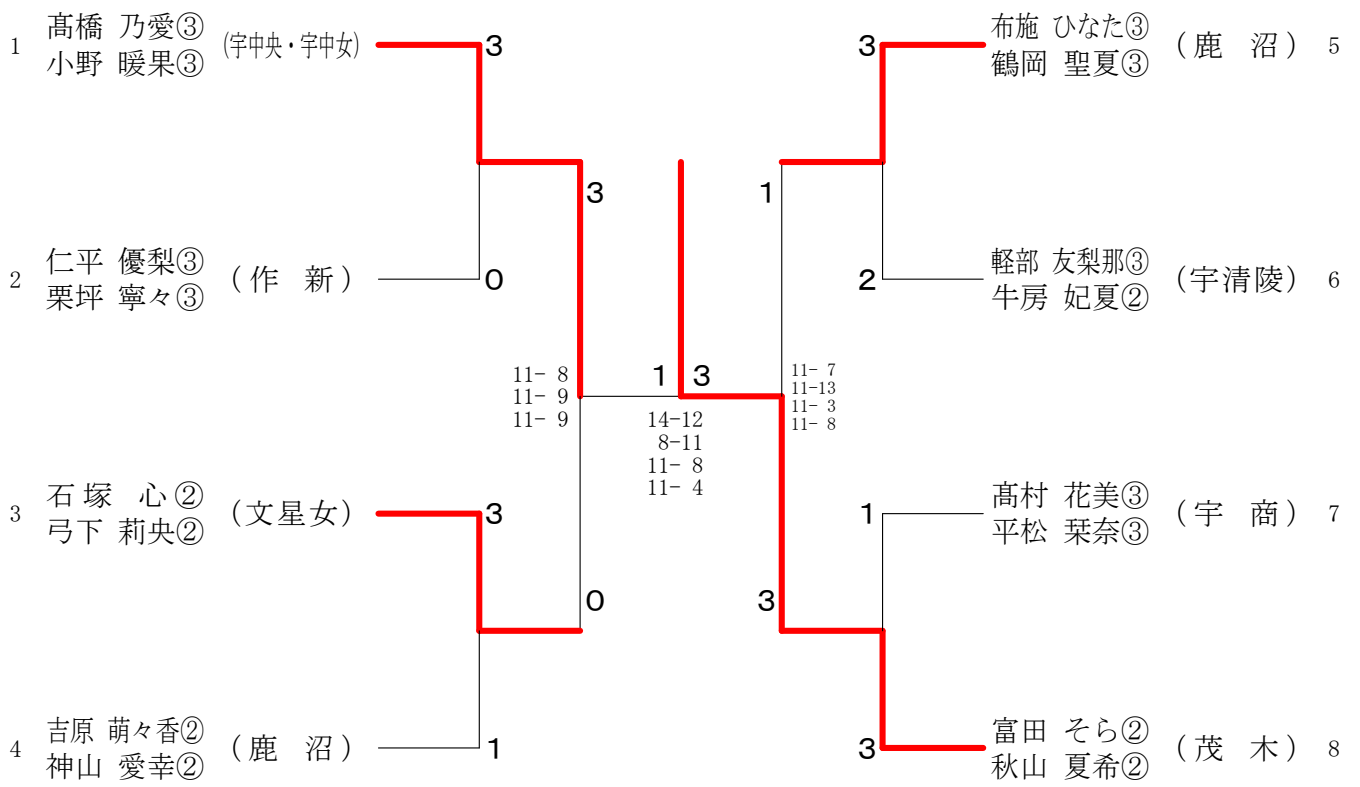 1 髙橋 乃愛③ (宇中央・宇中女) 3
小野 暖果③
2 仁平 優梨③ (作 新) 0
栗坪 寧々③
3
3 石塚 心② (文星女) 3
弓下 莉央②
4 吉原 萌々香② (鹿 沼) 1
神山 愛幸②
0
11- 8
11- 9
11- 9
1 3
14-12
8-11
11- 8
11- 4
3 布施 ひなた③ (鹿 沼) 5
鶴岡 聖夏③
2 軽部 友梨那③ (宇清陵) 6
牛房 妃夏②
1
11- 7
11-13
11- 3
11- 8
1 髙村 花美③ (宇 商) 7
平松 栞奈③
3
3 富田 そら② (茂 木) 8
秋山 夏希②